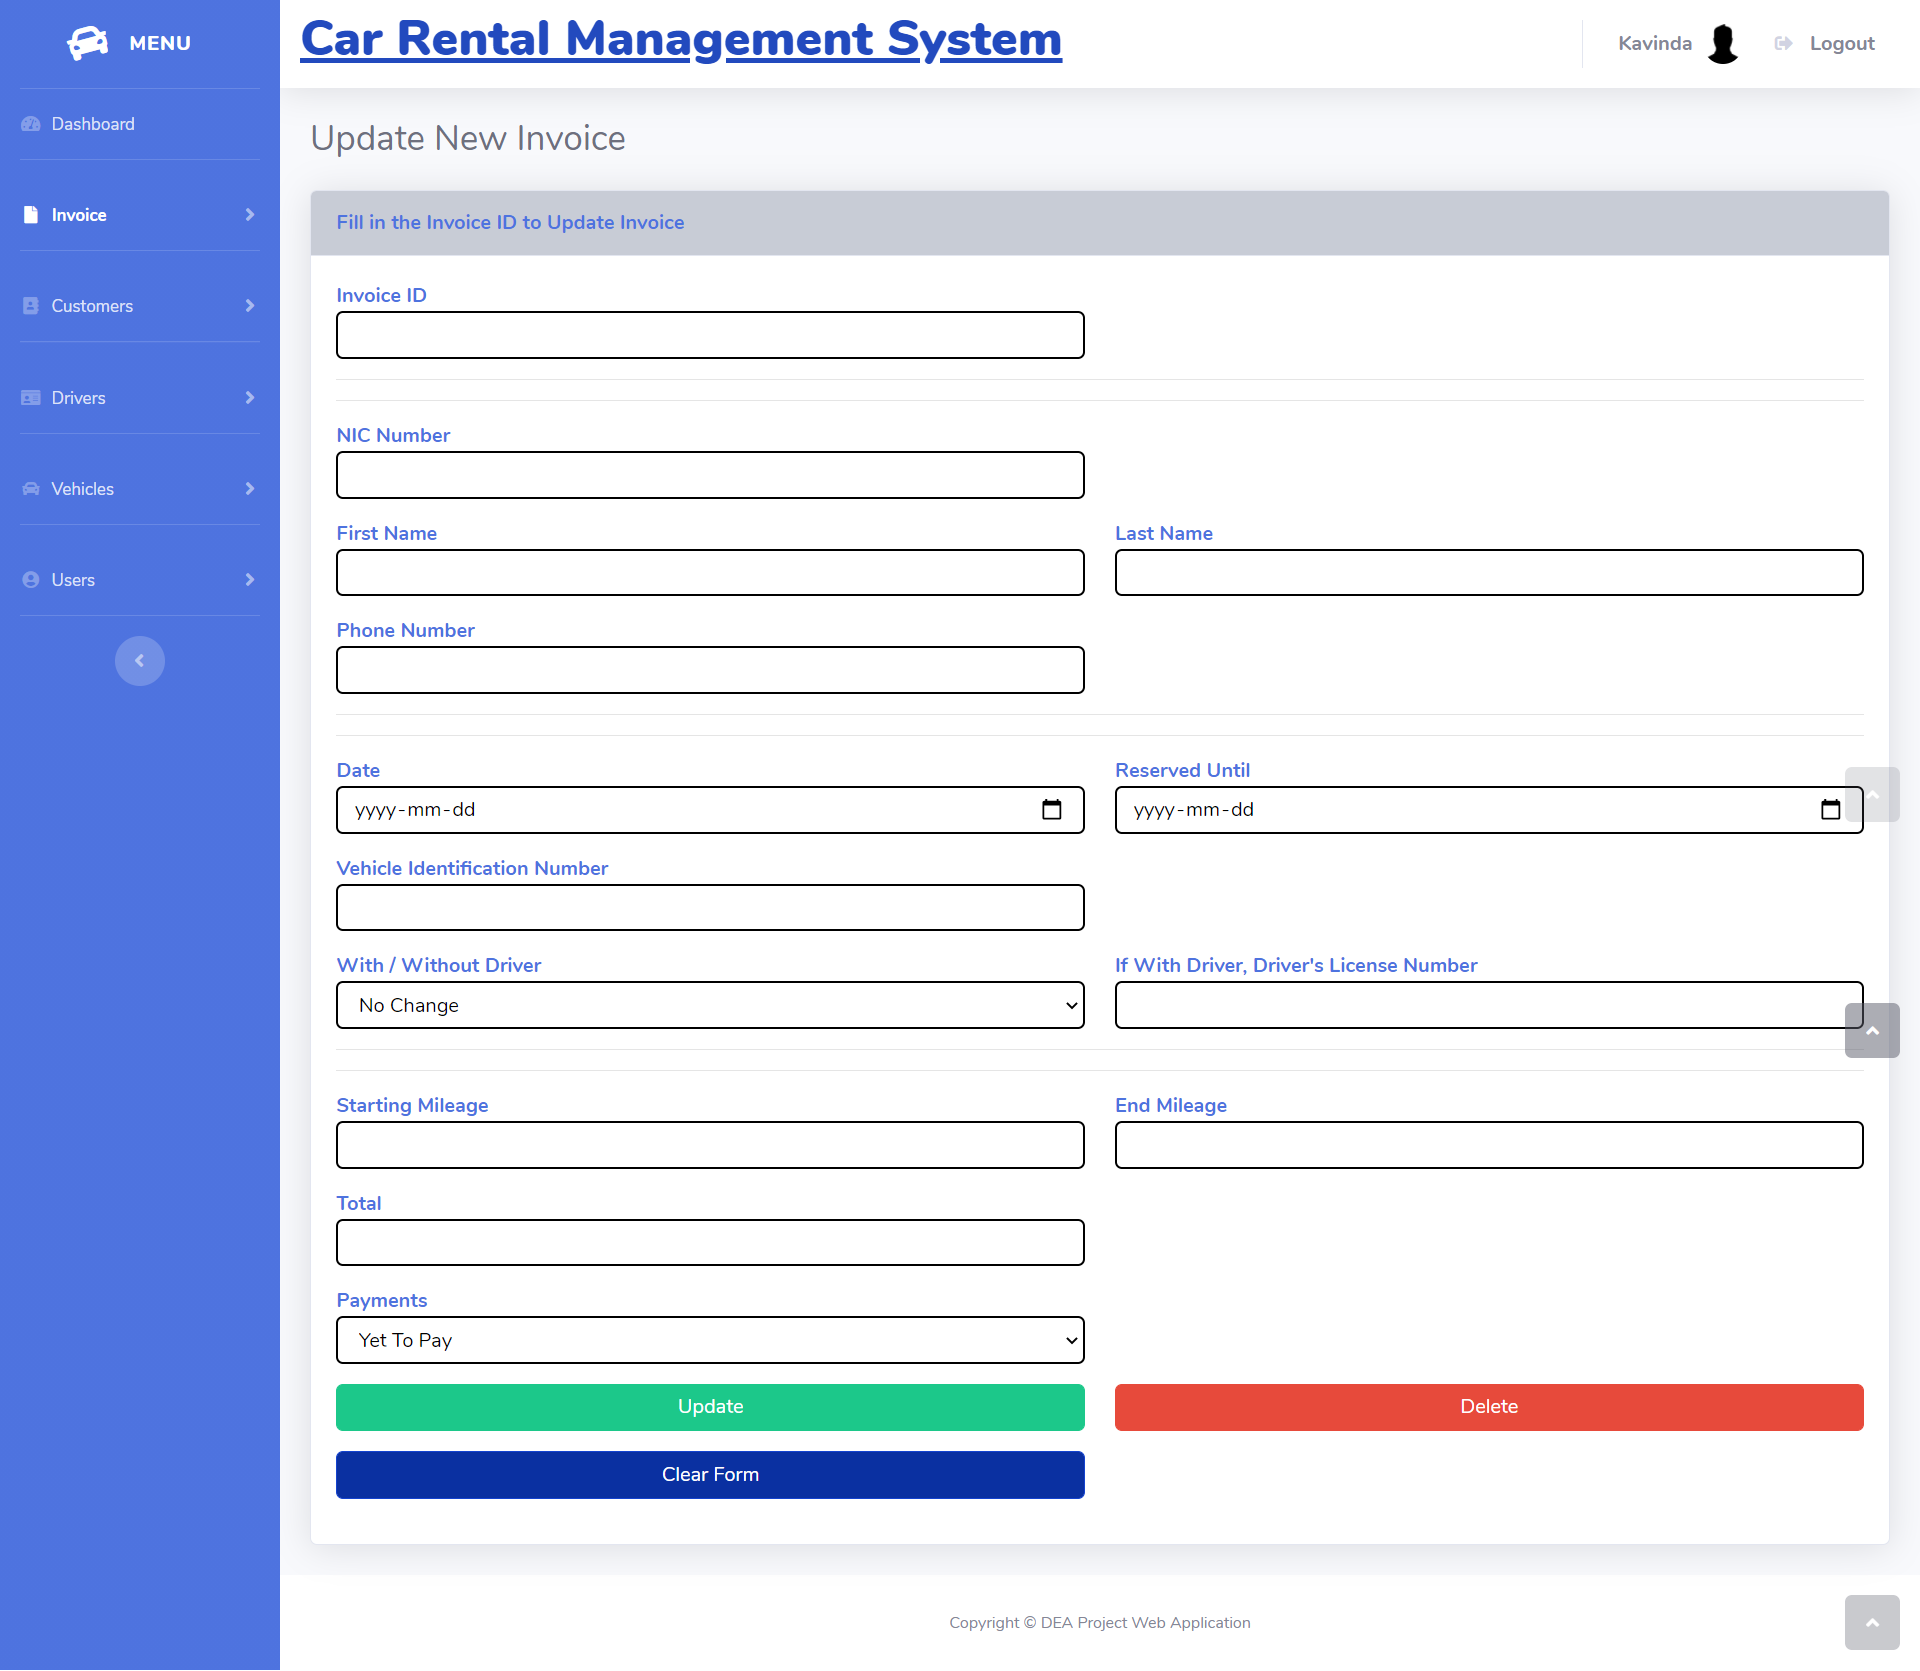 MENU
Dashboard
Invoice
Customers
Drivers
Vehicles
Users
Car Rental Management System
Kavinda
Logout
Update New Invoice
Fill in the Invoice ID to Update Invoice
Invoice ID
NIC Number
First Name
Last Name
Phone Number
Date
Reserved Until
yyyy-mm-dd
yyyy-mm-dd
Vehicle Identification Number
With / Without Driver
If With Driver, Driver's License Number
No Change
Starting Mileage
End Mileage
Total
Payments
Yet To Pay
Update
Delete
Clear Form
Copyright © DEA Project Web Application